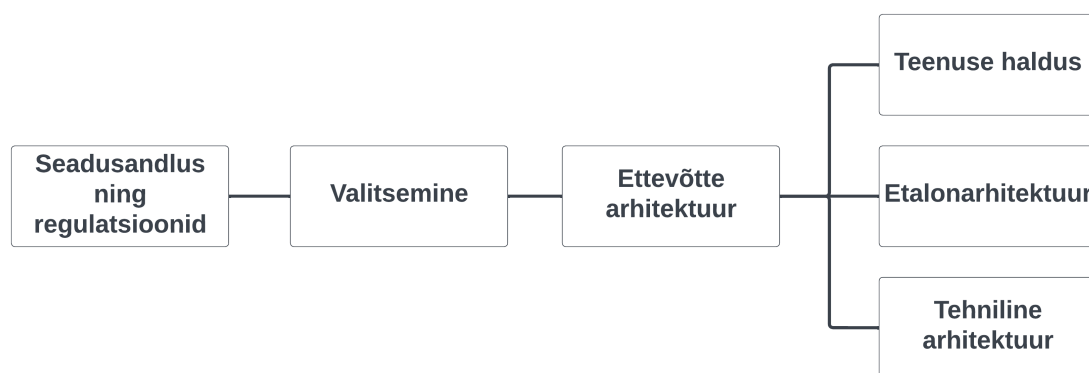 Seadusandlus
ning
regulatsioonid
Valitsemine
Ettevõtte
arhitektuur
Teenuse haldus
Etalonarhitektuur
Tehniline
arhitektuur